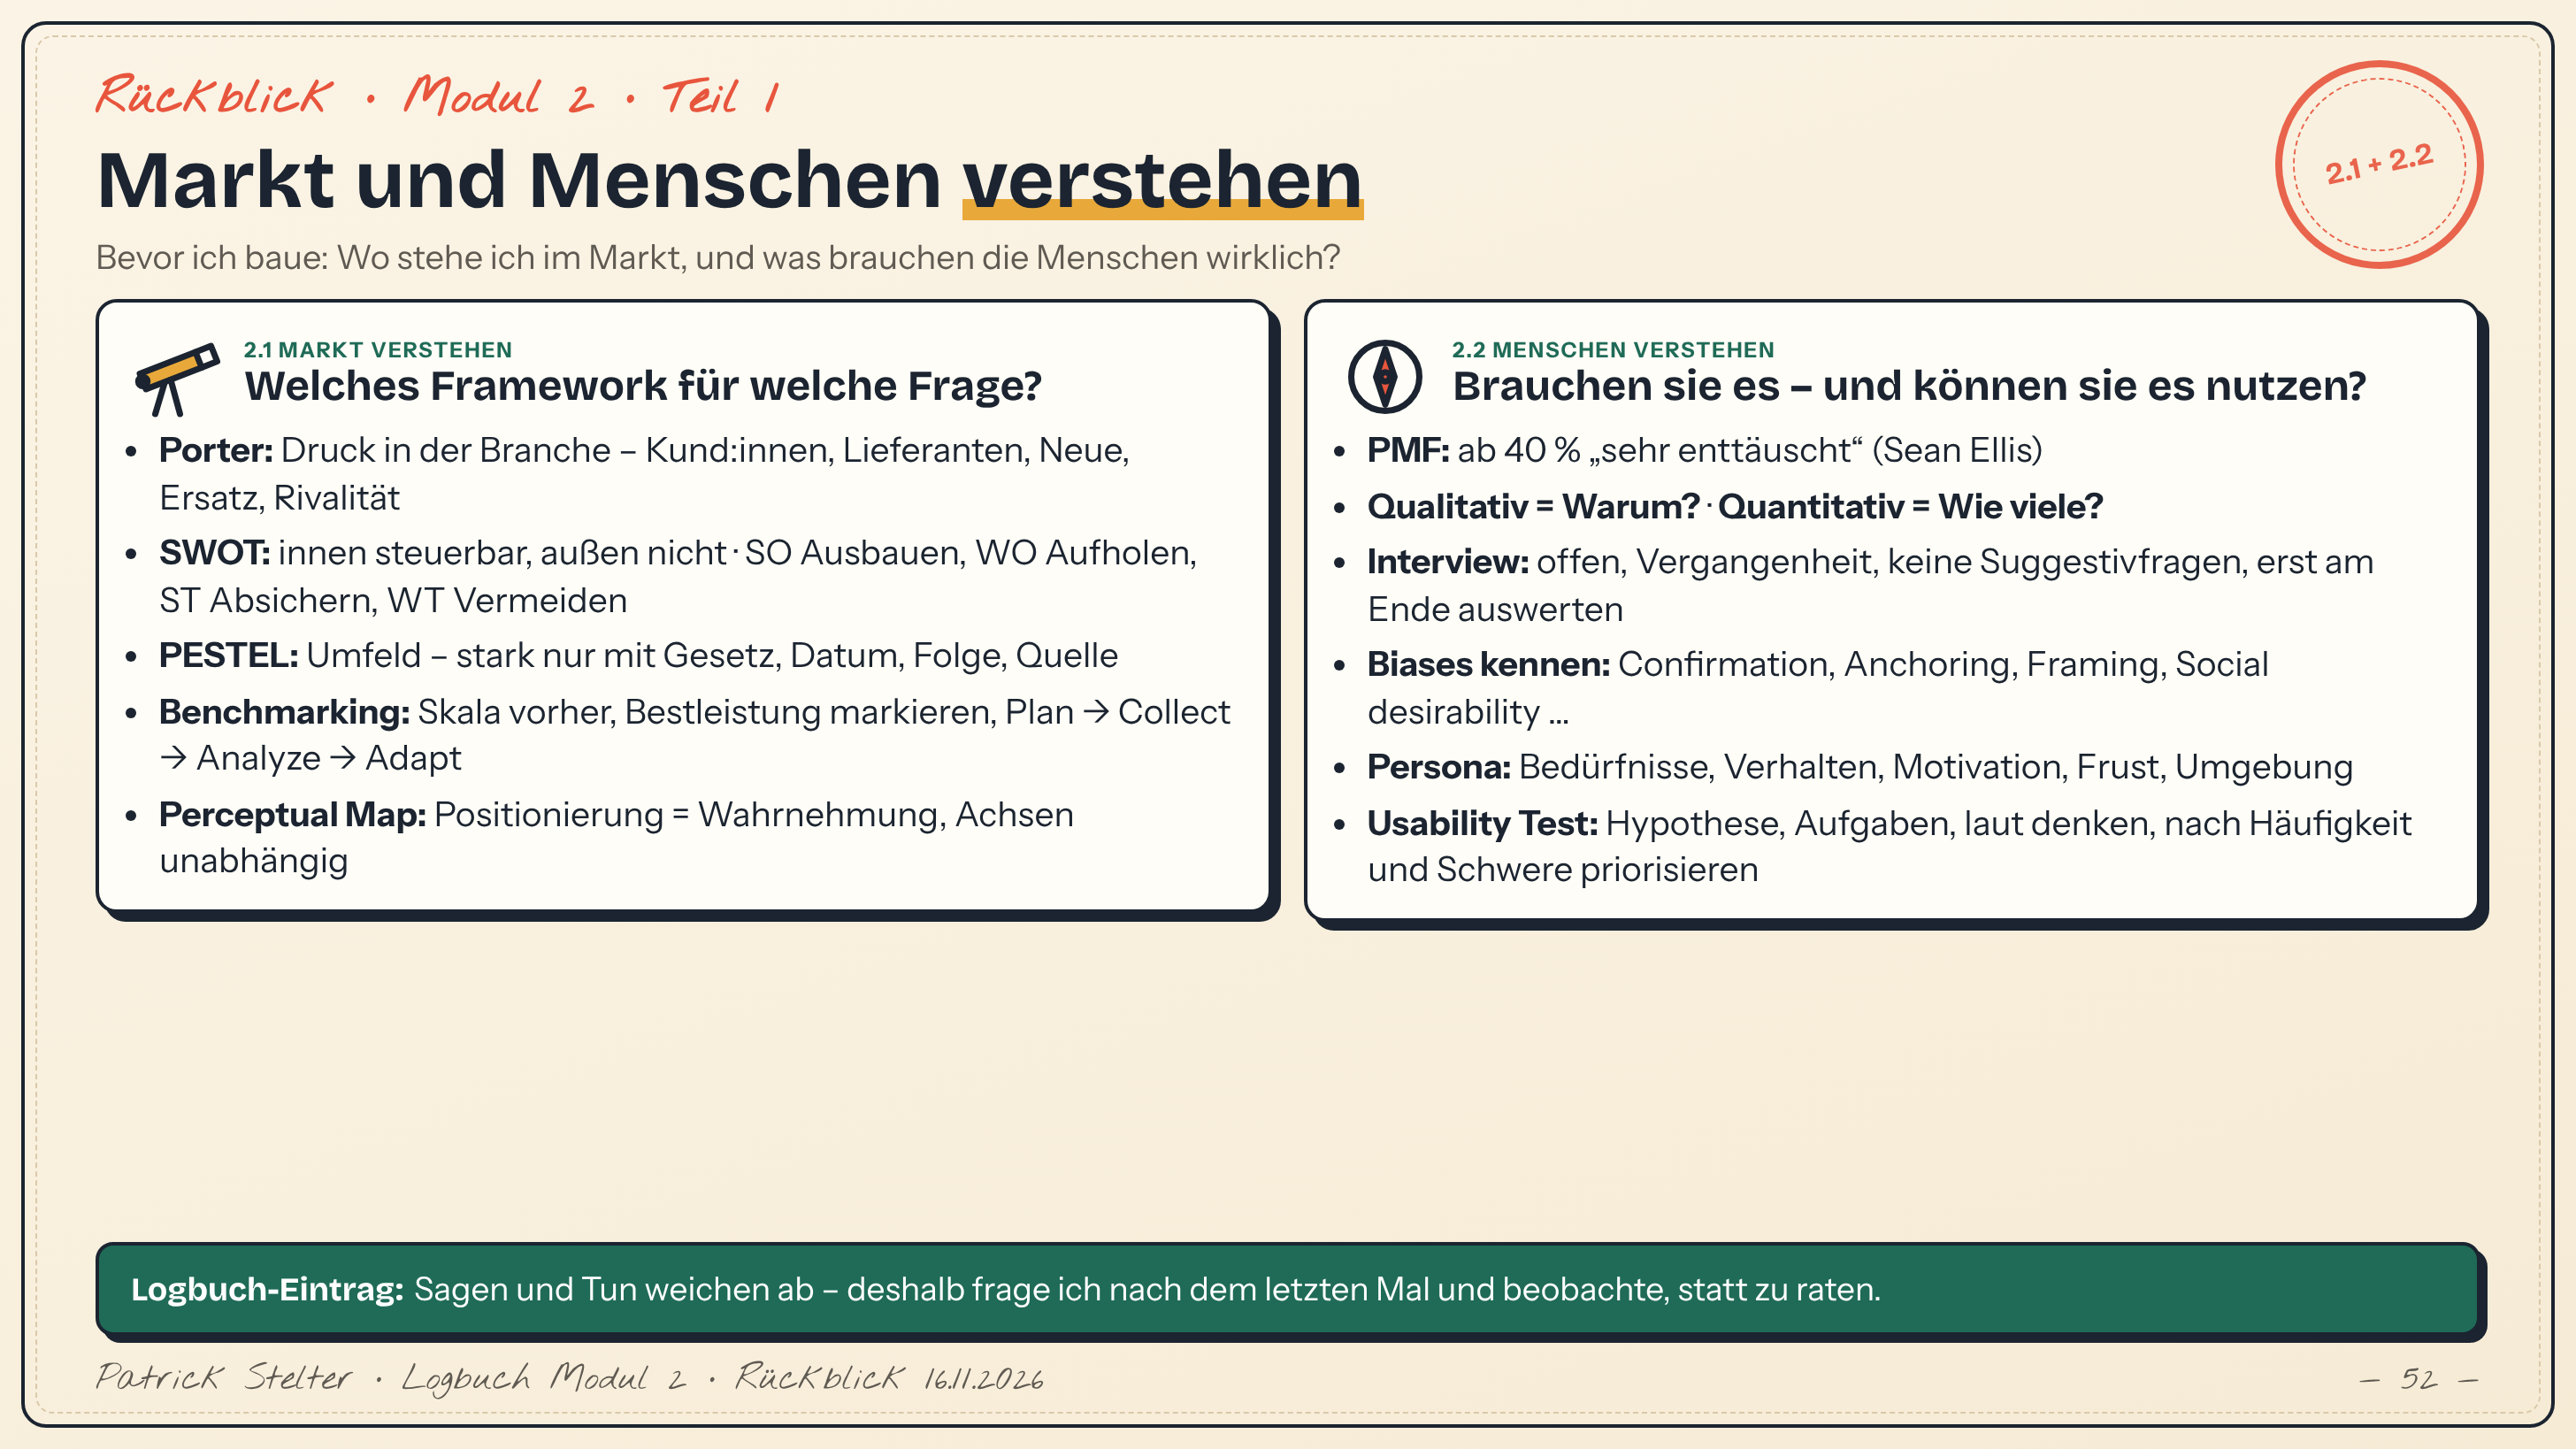 Rückblick · Modul 2 · Teil 1
Markt und Menschen verstehen
Bevor ich baue: Wo stehe ich im Markt, und was brauchen die Menschen wirklich?
2.1 + 2.2
2.1 MARKT VERSTEHEN
Welches Framework für welche Frage?
• Porter: Druck in der Branche – Kund:innen, Lieferanten, Neue,
Ersatz, Rivalität
• SWOT: innen steuerbar, außen nicht · SO Ausbauen, WO Aufholen,
ST Absichern, WT Vermeiden
• PESTEL: Umfeld – stark nur mit Gesetz, Datum, Folge, Quelle
• Benchmarking: Skala vorher, Bestleistung markieren, Plan → Collect
→ Analyze → Adapt
• Perceptual Map: Positionierung = Wahrnehmung, Achsen
unabhängig
2.2 MENSCHEN VERSTEHEN
Brauchen sie es – und können sie es nutzen?
• PMF: ab 40 % „sehr enttäuscht“ (Sean Ellis)
• Qualitativ = Warum? · Quantitativ = Wie viele?
• Interview: offen, Vergangenheit, keine Suggestivfragen, erst am
Ende auswerten
• Biases kennen: Confirmation, Anchoring, Framing, Social
desirability ...
• Persona: Bedürfnisse, Verhalten, Motivation, Frust, Umgebung
• Usability Test: Hypothese, Aufgaben, laut denken, nach Häufigkeit
und Schwere priorisieren
Logbuch-Eintrag: Sagen und Tun weichen ab – deshalb frage ich nach dem letzten Mal und beobachte, statt zu raten.
Patrick Stelter · Logbuch Modul 2 · Rückblick 16.11.2026
– 52 –